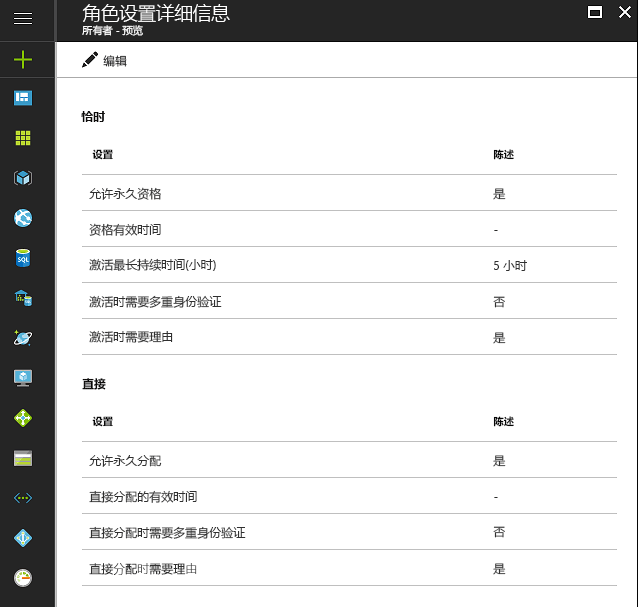 角色设置详细信息
所有者 - 预览
编辑
恰时
设置 陈述
允许永久资格 是
资格有效时间 -
激活最长持续时间(小时) 5 小时
激活时需要多重身份验证 否
激活时需要理由 是
直接
设置 陈述
允许永久分配 是
直接分配的有效时间 -
直接分配时需要多重身份验证 否
直接分配时需要理由 是
SQL